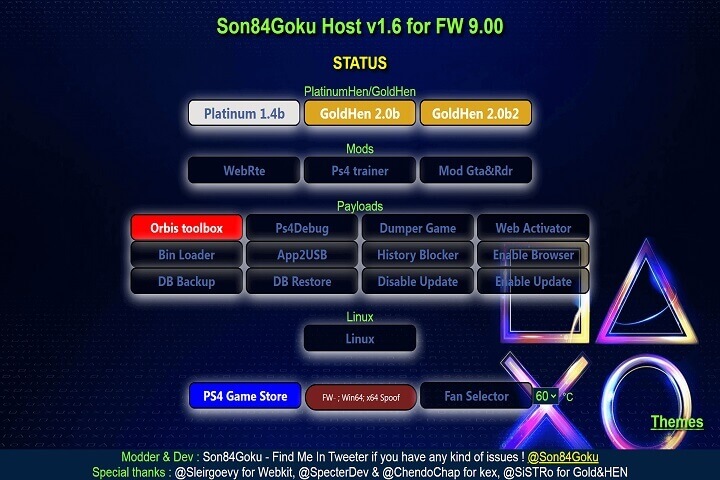 Son84Goku Host v1.6 for FW 9.00
STATUS
PlatinumHen/GoldHen
Platinum 1.4b GoldHen 2.0b GoldHen 2.0b2
Mods
WebRte Ps4 trainer Mod Gta&Rdr
Payloads
Orbis toolbox Ps4Debug Dumper Game Web Activator
Bin Loader App2USB History Blocker Enable Browser
DB Backup DB Restore Disable Update Enable Update
Linux
Linux
PS4 Game Store FW- ; Win64; x64 Spoof Fan Selector 60 °C
Themes
Modder & Dev : Son84Goku - Find Me In Tweeter if you have any kind of issues ! @Son84Goku
Special thanks : @Sleirgoevy for Webkit, @SpecterDev & @ChendoChap for kex, @SiSTRo for Gold&HEN